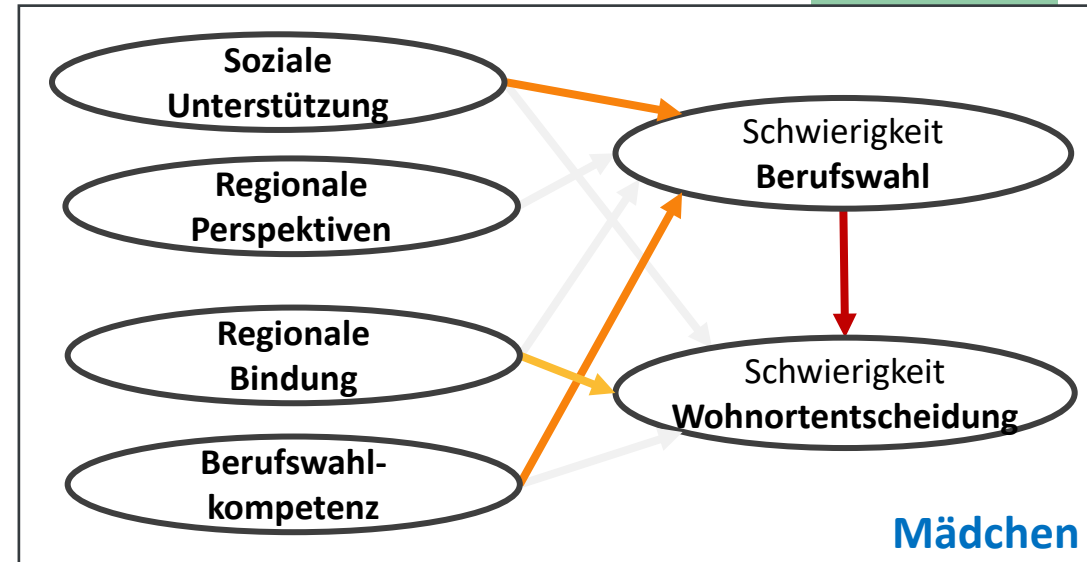 Soziale
Unterstützung
Regionale
Perspektiven
Regionale
Bindung
Berufswahl-
kompetenz
Schwierigkeit
Berufswahl
Schwierigkeit
Wohnortentscheidung
Mädchen